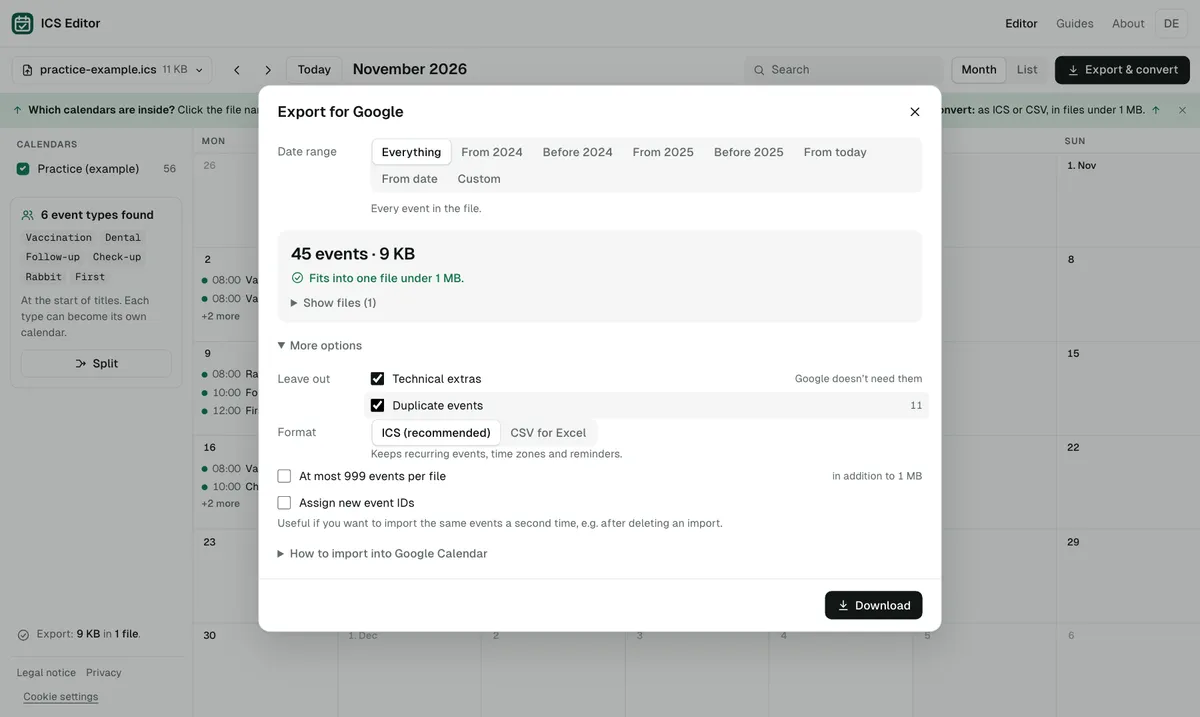 ICS Editor
Editor Guides About DE
practice-example.ics 11 KB
Today
November 2026
Search
Month List
Export & convert
Which calendars are inside? Click the file
as ICS or CSV, in files under 1 MB.
CALENDARS
Practice (example) 56
6 event types found
Vaccination Dental
Follow-up Check-up
Rabbit First
At the start of titles. Each
type can become its own
calendar.
Split
Export: 9 KB in 1 file.
Legal notice Privacy
Cookie settings
MON SUN
26 1. Nov
2 8
08:00
08:00
+2 more
9 15
08:00
10:00
12:00
16 22
08:00
10:00
+2 more
23 29
30 1. Dec 2 3 4 5 6
Export for Google
Date range
Everything From 2024 Before 2024 From 2025 Before 2025 From today
From date Custom
Every event in the file.
45 events · 9 KB
Fits into one file under 1 MB.
Show files (1)
More options
Leave out
Technical extras Google doesn’t need them
Duplicate events 11
Format
ICS (recommended) CSV for Excel
Keeps recurring events, time zones and reminders.
At most 999 events per file in addition to 1 MB
Assign new event IDs
Useful if you want to import the same events a second time, e.g. after deleting an import.
How to import into Google Calendar
Download